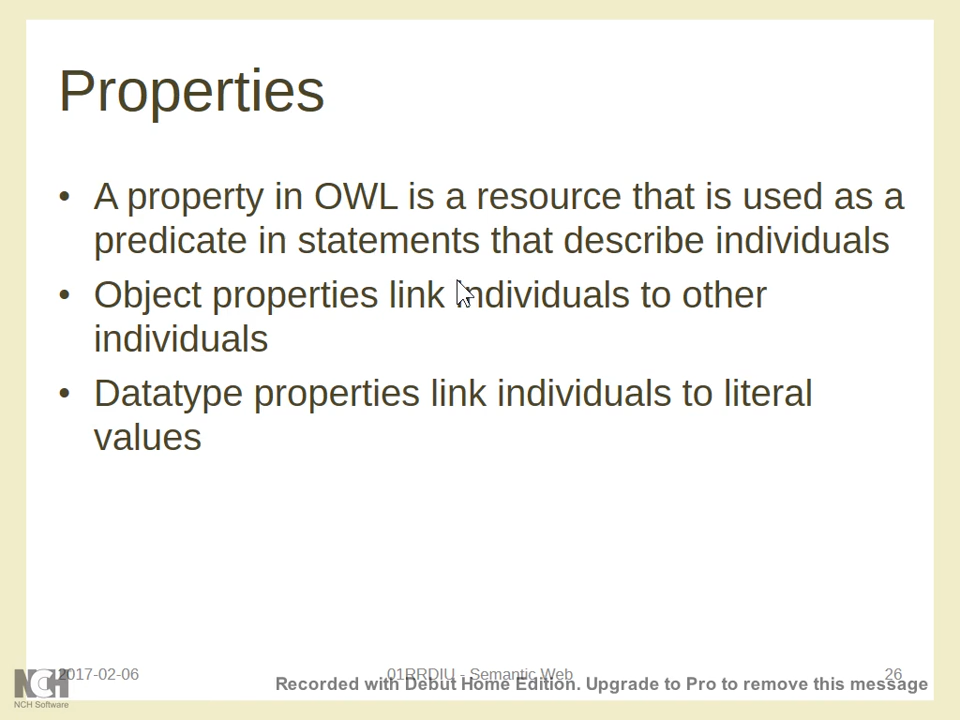 Properties
• A property in OWL is a resource that is used as a
predicate in statements that describe individuals
• Object properties link individuals to other
individuals
• Datatype properties link individuals to literal
values
2017-02-06
01RRDIU - Semantic Web
26
Recorded with Debut Home Edition. Upgrade to Pro to remove this message
NCH
NCH Software